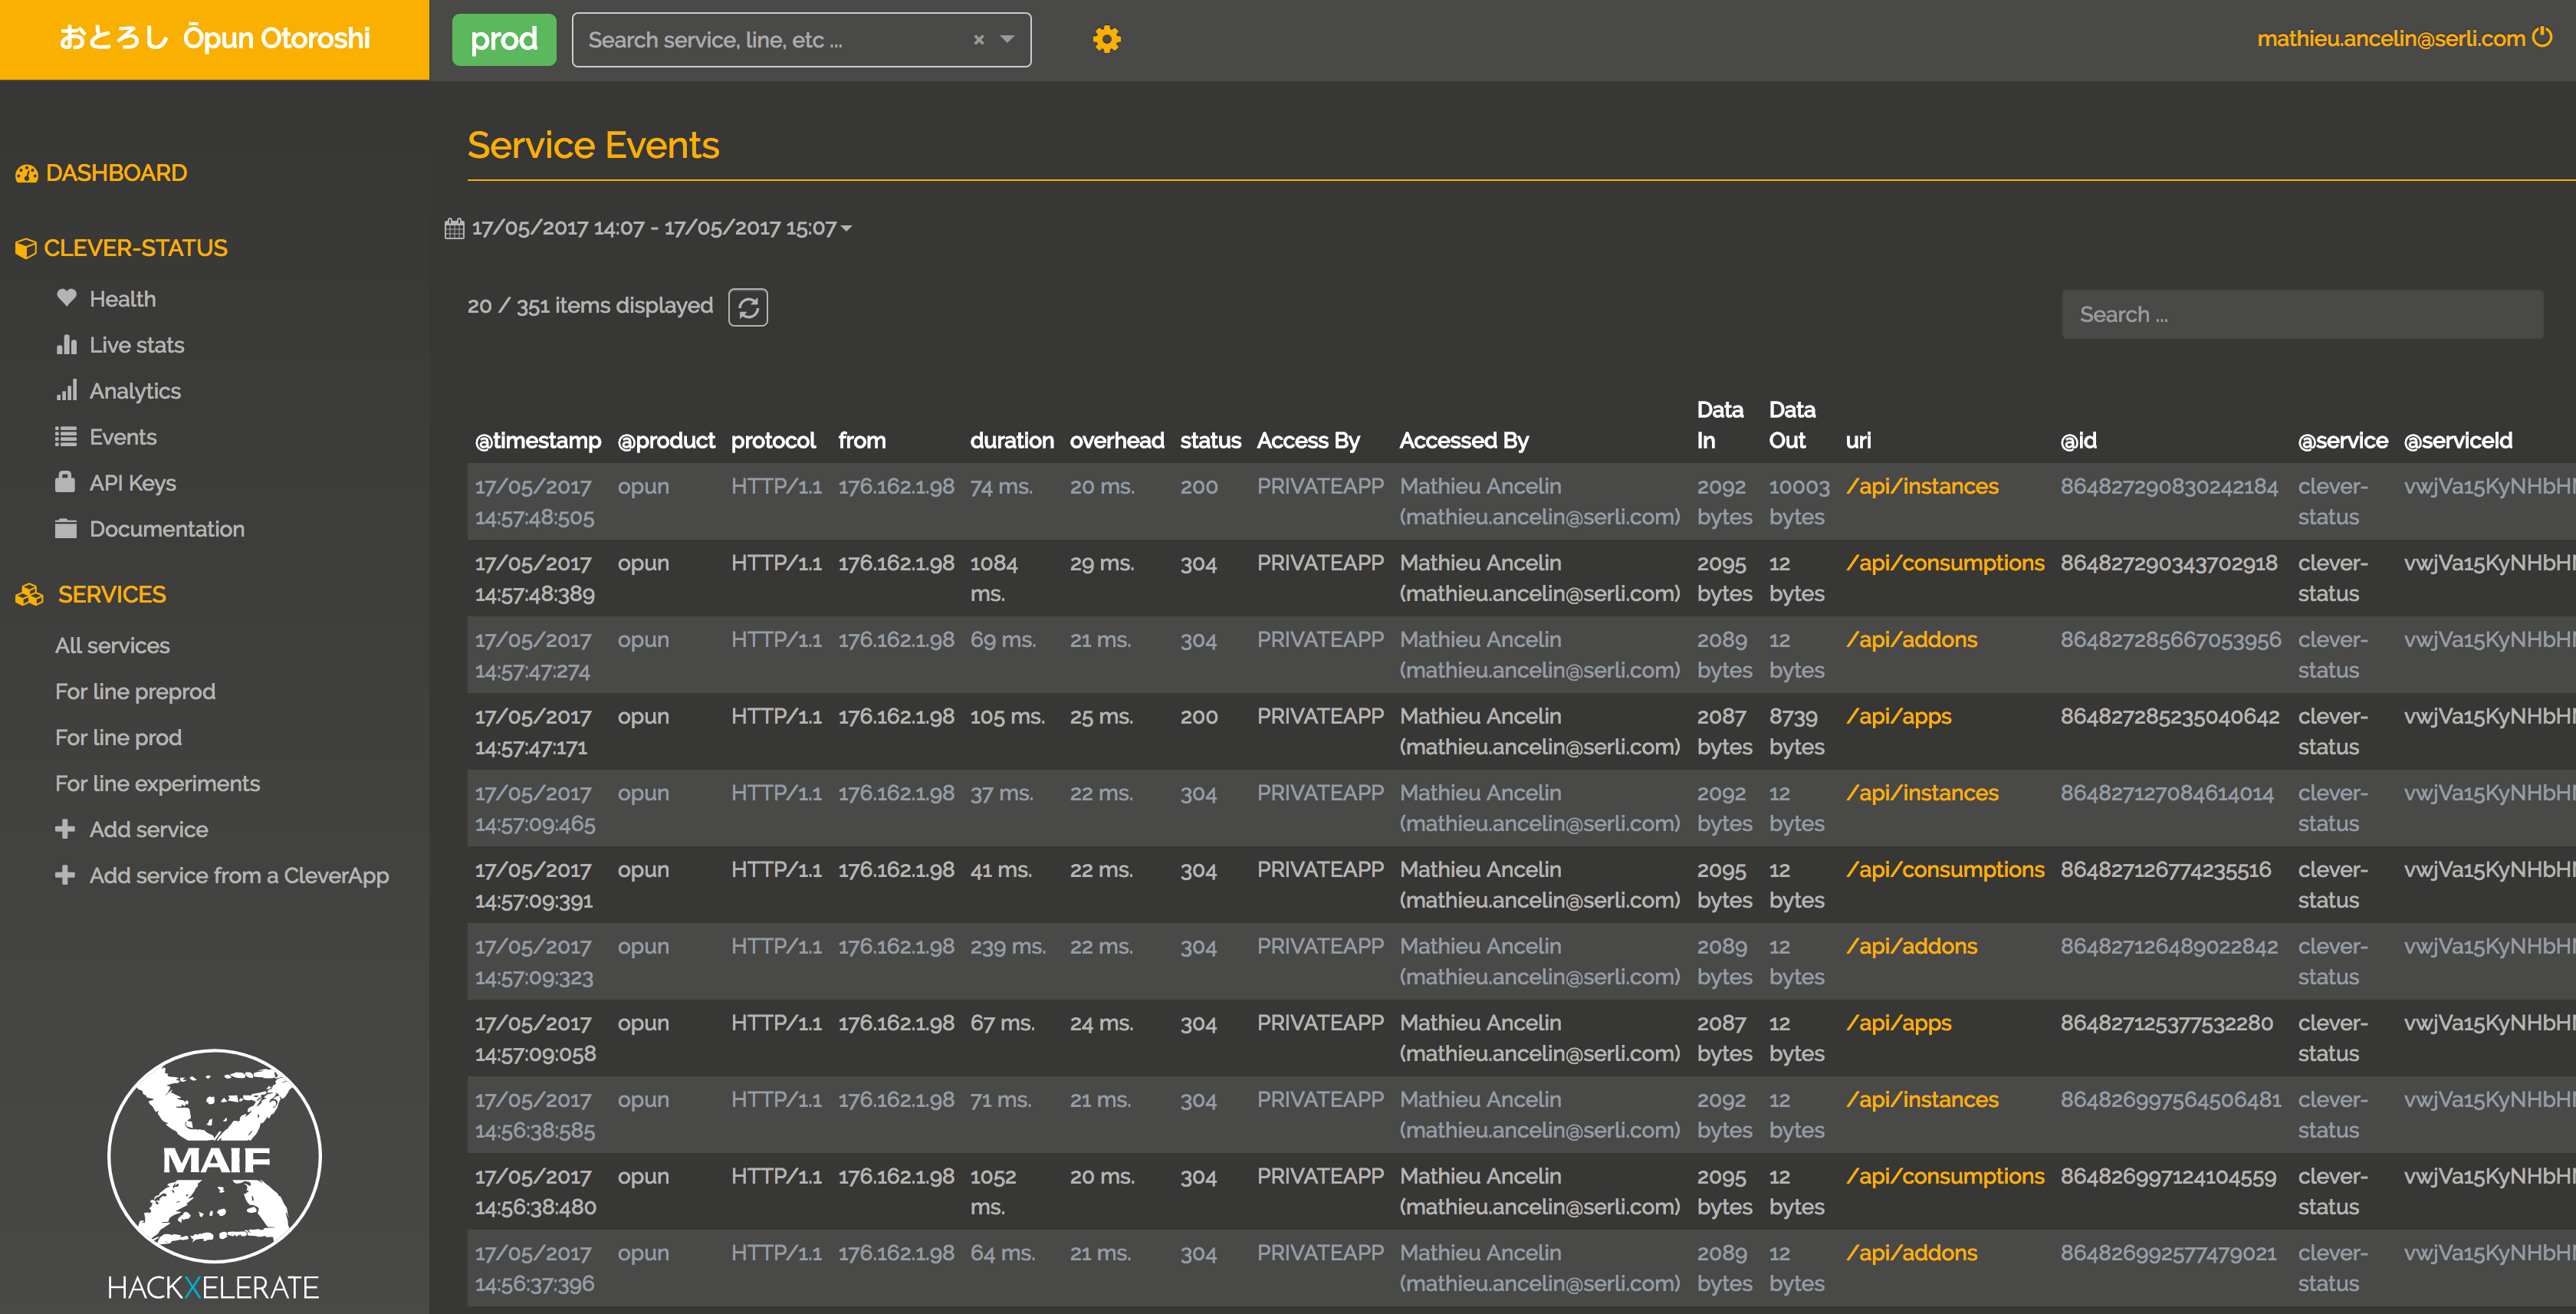 おとろし Ōpun Otoroshi
prod
Search service, line, etc ...
×
mathieu.ancelin@serli.com
DASHBOARD
CLEVER-STATUS
Health
Live stats
Analytics
Events
API Keys
Documentation
SERVICES
All services
For line preprod
For line prod
For line experiments
Add service
Add service from a CleverApp
MAIF
HACKXELERATE
Service Events
17/05/2017 14:07 - 17/05/2017 15:07
20 / 351 items displayed
Search ...
Data Data
@timestamp @product protocol from duration overhead status Access By Accessed By In Out uri @id @service @serviceId
17/05/2017 opun HTTP/1.1 176.162.1.98 74 ms. 20 ms. 200 PRIVATEAPP Mathieu Ancelin 2092 10003 /api/instances 864827290830242184 clever-
14:57:48:505 (mathieu.ancelin@serli.com) bytes bytes status
17/05/2017 opun HTTP/1.1 176.162.1.98 1084 29 ms. 304 PRIVATEAPP Mathieu Ancelin 2095 12 /api/consumptions 864827290343702918 clever-
14:57:48:389 ms. (mathieu.ancelin@serli.com) bytes bytes status
17/05/2017 opun HTTP/1.1 176.162.1.98 69 ms. 21 ms. 304 PRIVATEAPP Mathieu Ancelin 2089 12 /api/addons 864827285667053956 clever-
14:57:47:274 (mathieu.ancelin@serli.com) bytes bytes status
17/05/2017 opun HTTP/1.1 176.162.1.98 105 ms. 25 ms. 200 PRIVATEAPP Mathieu Ancelin 2087 8739 /api/apps 864827285235040642 clever-
14:57:47:171 (mathieu.ancelin@serli.com) bytes bytes status
17/05/2017 opun HTTP/1.1 176.162.1.98 37 ms. 22 ms. 304 PRIVATEAPP Mathieu Ancelin 2092 12 /api/instances 864827127084614014 clever-
14:57:09:465 (mathieu.ancelin@serli.com) bytes bytes status
17/05/2017 opun HTTP/1.1 176.162.1.98 41 ms. 22 ms. 304 PRIVATEAPP Mathieu Ancelin 2095 12 /api/consumptions 864827126774235516 clever-
14:57:09:391 (mathieu.ancelin@serli.com) bytes bytes status
17/05/2017 opun HTTP/1.1 176.162.1.98 239 ms. 22 ms. 304 PRIVATEAPP Mathieu Ancelin 2089 12 /api/addons 864827126489022842 clever-
14:57:09:323 (mathieu.ancelin@serli.com) bytes bytes status
17/05/2017 opun HTTP/1.1 176.162.1.98 67 ms. 24 ms. 304 PRIVATEAPP Mathieu Ancelin 2087 12 /api/apps 864827125377532280 clever-
14:57:09:058 (mathieu.ancelin@serli.com) bytes bytes status
17/05/2017 opun HTTP/1.1 176.162.1.98 71 ms. 21 ms. 304 PRIVATEAPP Mathieu Ancelin 2092 12 /api/instances 864826997564506481 clever-
14:56:38:585 (mathieu.ancelin@serli.com) bytes bytes status
17/05/2017 opun HTTP/1.1 176.162.1.98 1052 20 ms. 304 PRIVATEAPP Mathieu Ancelin 2095 12 /api/consumptions 864826997124104559 clever-
14:56:38:480 ms. (mathieu.ancelin@serli.com) bytes bytes status
17/05/2017 opun HTTP/1.1 176.162.1.98 64 ms. 21 ms. 304 PRIVATEAPP Mathieu Ancelin 2089 12 /api/addons 864826992577479021 clever-
14:56:37:396 (mathieu.ancelin@serli.com) bytes bytes status